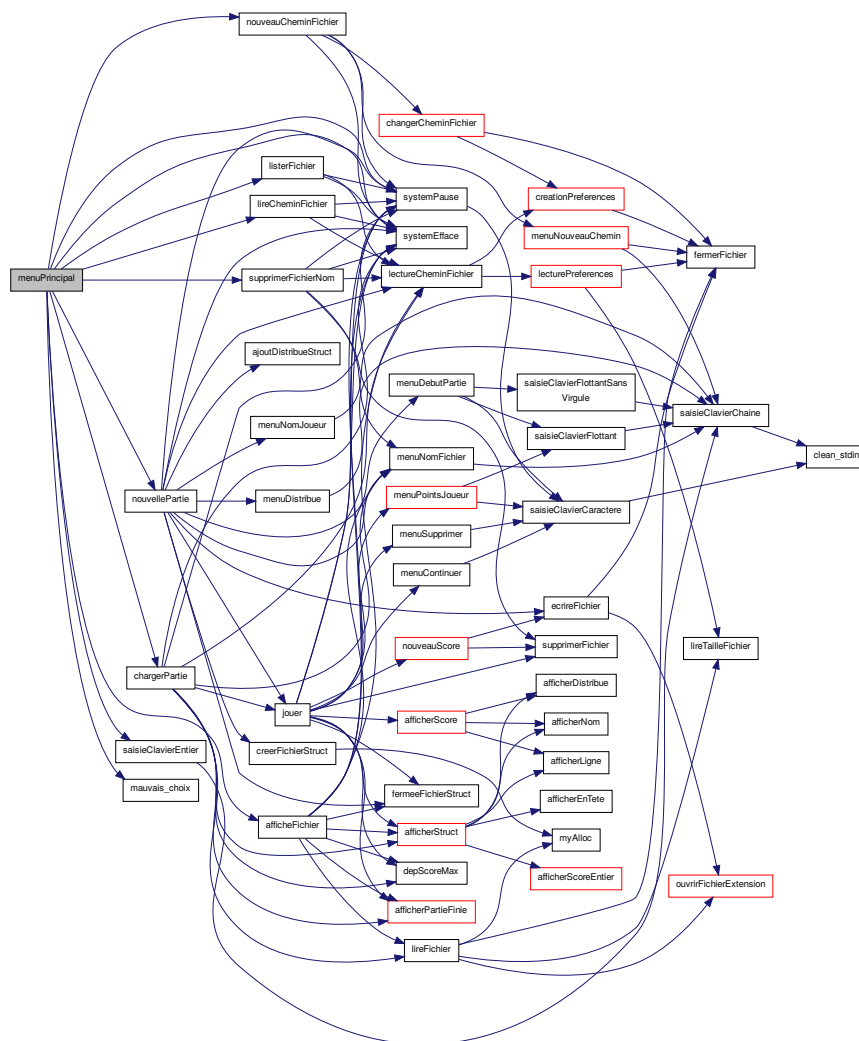 nouveauCheminFichier
changerCheminFichier
listerFichier
systemPause
creationPreferences
lireCheminFichier
systemEfface
menuNouveauChemin
fermerFichier
menuPrincipal
supprimerFichierNom
lectureCheminFichier
lecturePreferences
ajoutDistribueStruct
menuDebutPartie
saisieClavierFlottantSans
Virgule
menuNomJoueur
saisieClavierChaine
saisieClavierFlottant
menuNomFichier
clean_stdin
nouvellePartie
menuDistribue
menuPointsJoueur
saisieClavierCaractere
menuSupprimer
menuContinuer
ecrireFichier
nouveauScore
supprimerFichier
lireTailleFichier
chargerPartie
afficherDistribue
jouer
afficherScore
afficherNom
saisieClavierEntier
creerFichierStruct
afficherLigne
mauvais_choix
fermeeFichierStruct
afficherEnTete
afficheFichier
afficherStruct
myAlloc
depScoreMax
afficherScoreEntier
ouvrirFichierExtension
afficherPartieFinie
lireFichier